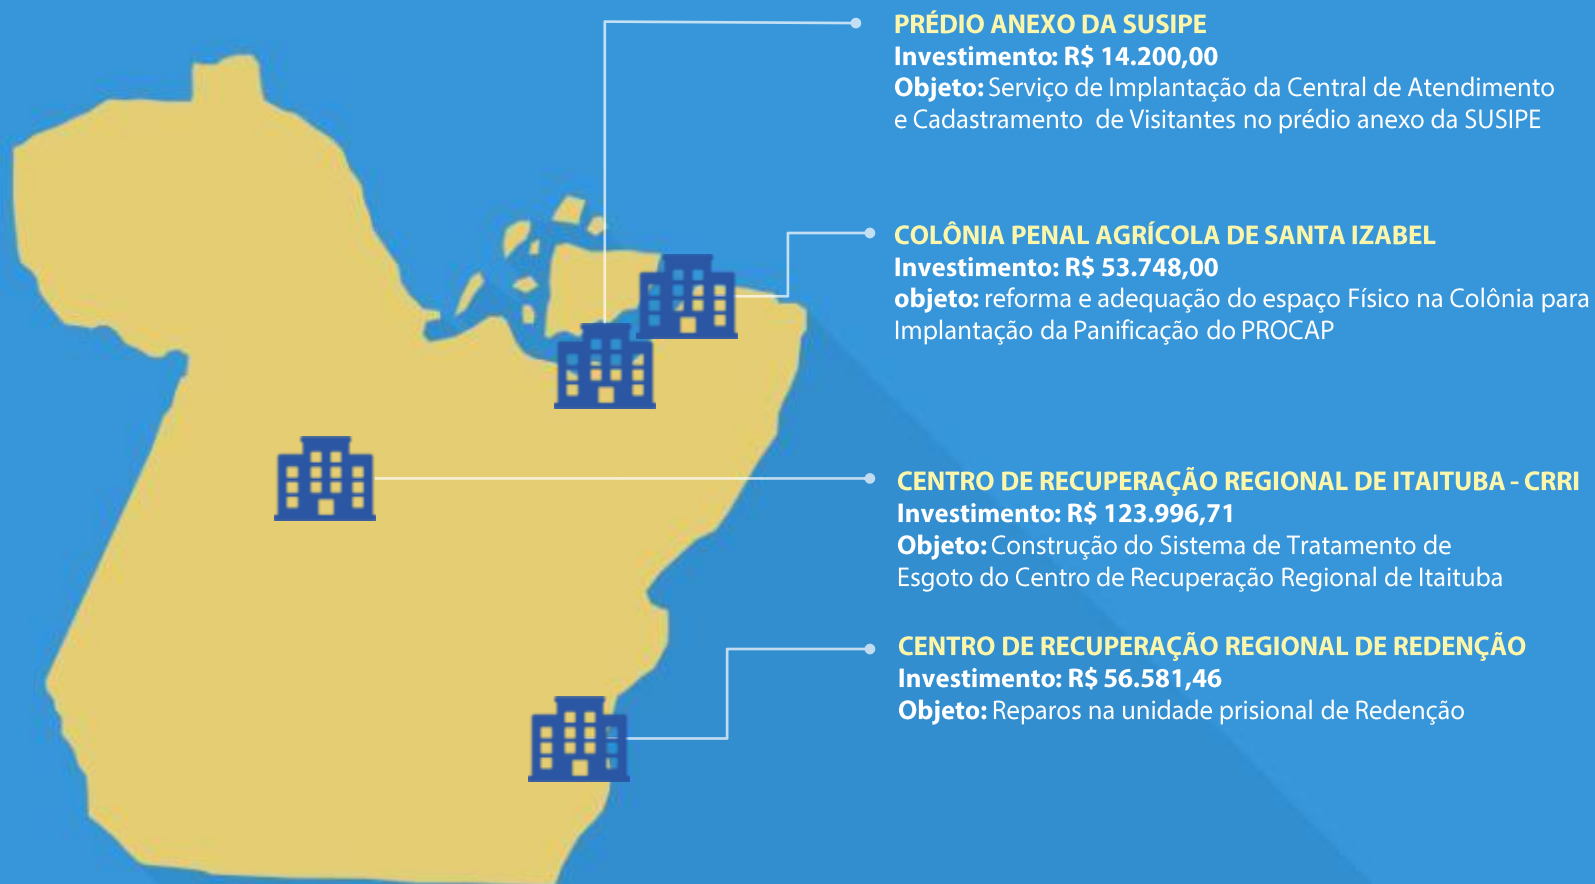 PRÉDIO ANEXO DA SUSIPE
Investimento: R$ 14.200,00
Objeto: Serviço de Implantação da Central de Atendimento
e Cadastramento de Visitantes no prédio anexo da SUSIPE
COLÔNIA PENAL AGRÍCOLA DE SANTA IZABEL
Investimento: R$ 53.748,00
objeto: reforma e adequação do espaço Físico na Colônia para
Implantação da Panificação do PROCAP
CENTRO DE RECUPERAÇÃO REGIONAL DE ITAITUBA - CRRI
Investimento: R$ 123.996,71
Objeto: Construção do Sistema de Tratamento de
Esgoto do Centro de Recuperação Regional de Itaituba
CENTRO DE RECUPERAÇÃO REGIONAL DE REDENÇÃO
Investimento: R$ 56.581,46
Objeto: Reparos na unidade prisional de Redenção